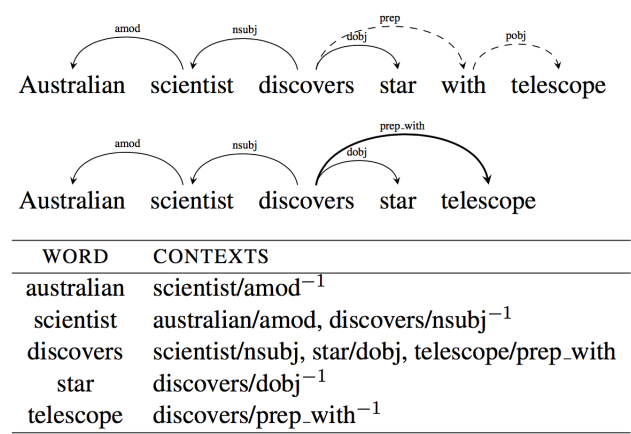 amod nsubj dobj prep pobj
Australian scientist discovers star with telescope
amod nsubj dobj prep_with
Australian scientist discovers star telescope
WORD CONTEXTS
australian scientist/amod⁻¹
scientist australian/amod, discovers/nsubj⁻¹
discovers scientist/nsubj, star/dobj, telescope/prep_with
star discovers/dobj⁻¹
telescope discovers/prep_with⁻¹